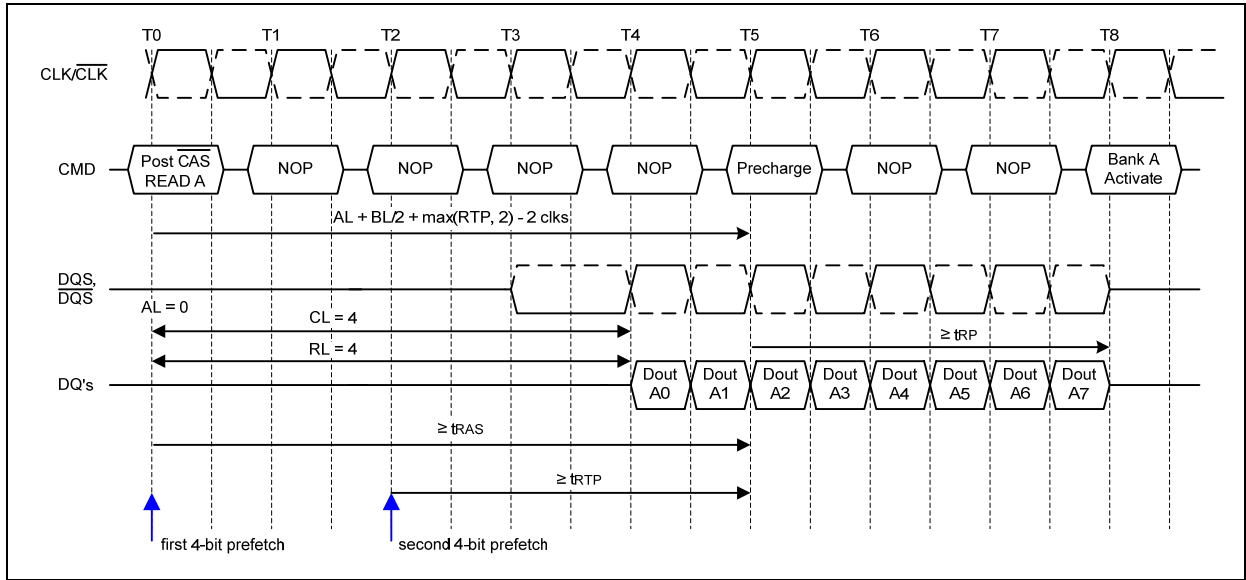 T0 T1 T2 T3 T4 T5 T6 T7 T8
CLK/CLK
CMD
Post CAS
READ A
NOP
NOP
NOP
NOP
Precharge
NOP
NOP
Bank A
Activate
AL + BL/2 + max(RTP, 2) - 2 clks
DQS,
DQS
AL = 0
CL = 4
≥ tRP
RL = 4
DQ's
Dout
A0
Dout
A1
Dout
A2
Dout
A3
Dout
A4
Dout
A5
Dout
A6
Dout
A7
≥ tRAS
≥ tRTP
first 4-bit prefetch
second 4-bit prefetch